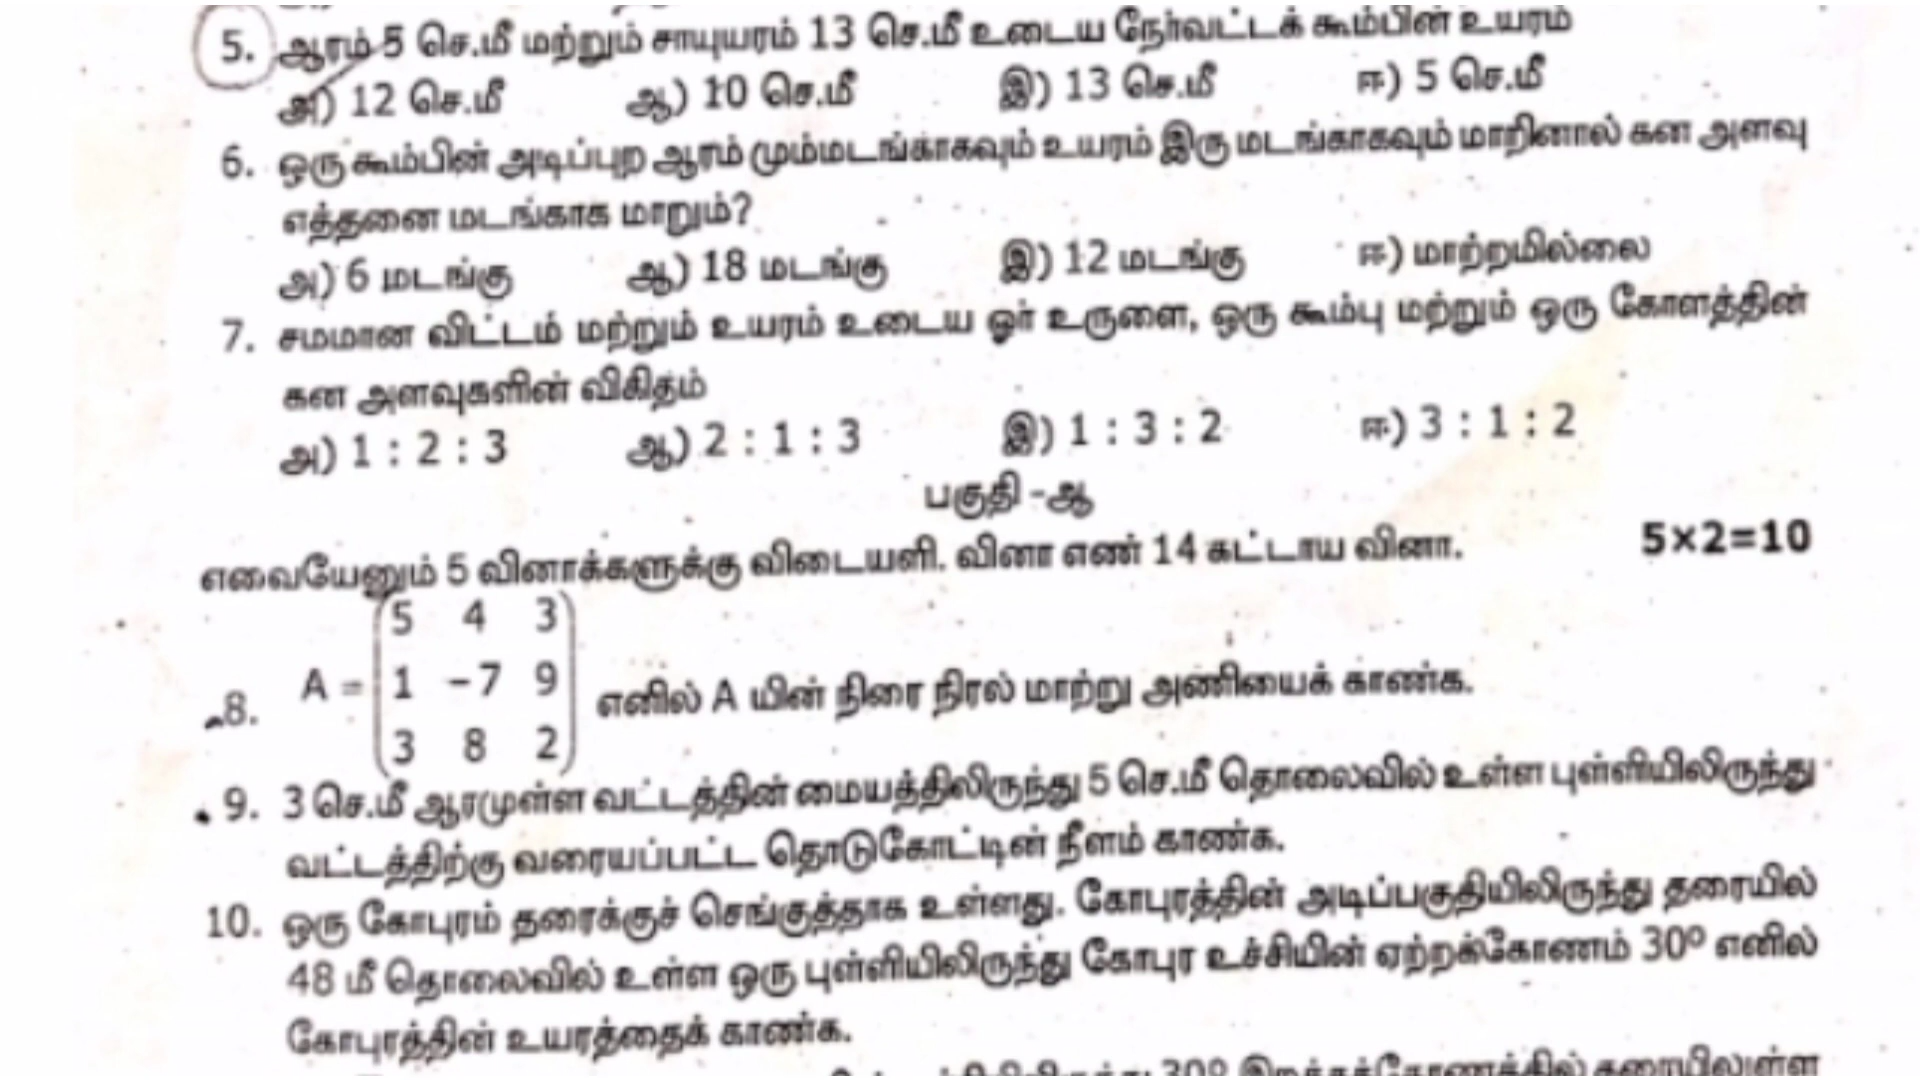 5. ஆரம் 5 செ.மீ மற்றும் சாயுயரம் 13 செ.மீ உடைய நேர்வட்டக் கூம்பின் உயரம்
அ) 12 செ.மீ ஆ) 10 செ.மீ இ) 13 செ.மீ ஈ) 5 செ.மீ
6. ஒரு கூம்பின் அடிப்புற ஆரம் மும்மடங்காகவும் உயரம் இரு மடங்காகவும் மாறினால் கன அளவு
எத்தனை மடங்காக மாறும்?
அ) 6 மடங்கு ஆ) 18 மடங்கு இ) 12 மடங்கு ஈ) மாற்றமில்லை
7. சமமான விட்டம் மற்றும் உயரம் உடைய ஓர் உருளை, ஒரு கூம்பு மற்றும் ஒரு கோளத்தின்
கன அளவுகளின் விகிதம்
அ) 1 : 2 : 3 ஆ) 2 : 1 : 3 இ) 1 : 3 : 2 ஈ) 3 : 1 : 2
பகுதி -ஆ
எவையேனும் 5 வினாக்களுக்கு விடையளி. வினா எண் 14 கட்டாய வினா. 5×2=10
5 4 3
8. A = 1 -7 9 எனில் A யின் நிரை நிரல் மாற்று அணியைக் காண்க.
3 8 2
9. 3 செ.மீ ஆரமுள்ள வட்டத்தின் மையத்திலிருந்து 5 செ.மீ தொலைவில் உள்ள புள்ளியிலிருந்து
வட்டத்திற்கு வரையப்பட்ட தொடுகோட்டின் நீளம் காண்க.
10. ஒரு கோபுரம் தரைக்குச் செங்குத்தாக உள்ளது. கோபுரத்தின் அடிப்பகுதியிலிருந்து தரையில்
48 மீ தொலைவில் உள்ள ஒரு புள்ளியிலிருந்து கோபுர உச்சியின் ஏற்றக்கோணம் 30º எனில்
கோபுரத்தின் உயரத்தைக் காண்க.
30º இறக்கக்கோணத்தில் தரையிலுள்ள